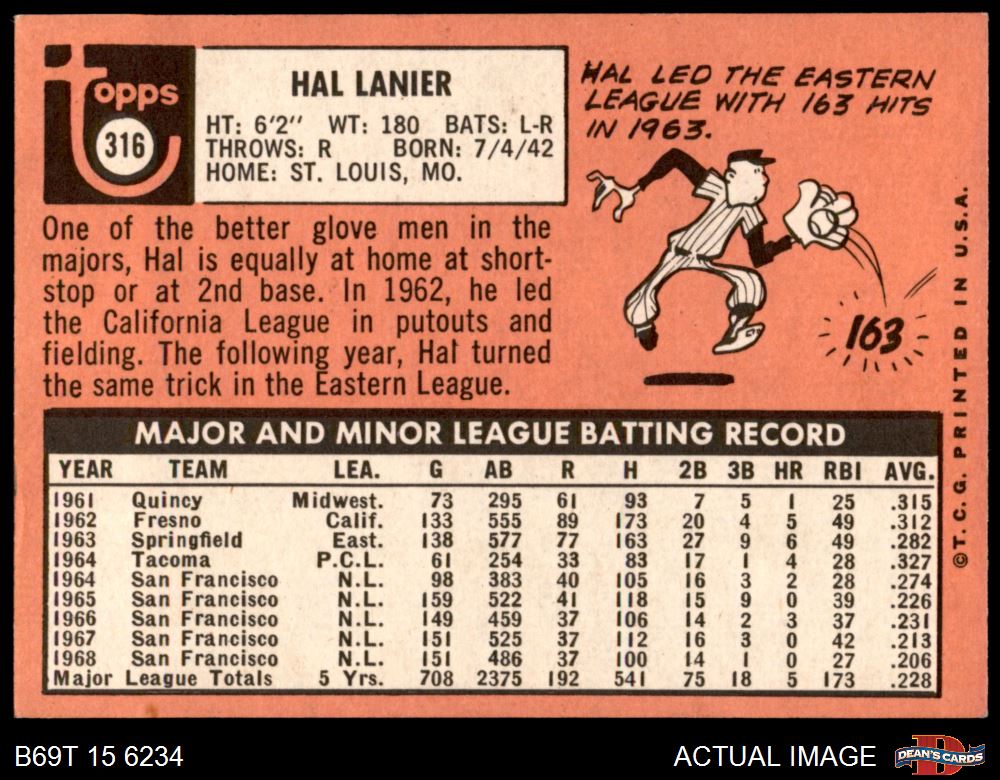 Topps
316
HAL LANIER
HT: 6'2" WT: 180 BATS: L-R
THROWS: R BORN: 7/4/42
HOME: ST. LOUIS, MO.
HAL LED THE EASTERN
LEAGUE WITH 163 HITS
IN 1963.
163
One of the better glove men in the
majors, Hal is equally at home at short-
stop or at 2nd base. In 1962, he led
the California League in putouts and
fielding. The following year, Hal turned
the same trick in the Eastern League.
MAJOR AND MINOR LEAGUE BATTING RECORD
YEAR TEAM LEA. G AB R H 2B 3B HR RBI AVG.
1961 Quincy Midwest. 73 295 61 93 7 5 1 25 .315
1962 Fresno Calif. 133 555 89 173 20 4 5 49 .312
1963 Springfield East. 138 577 77 163 27 9 6 49 .282
1964 Tacoma P.C.L. 61 254 33 83 17 1 4 28 .327
1964 San Francisco N.L. 98 383 40 105 16 3 2 28 .274
1965 San Francisco N.L. 159 522 41 118 15 9 0 39 .226
1966 San Francisco N.L. 149 459 37 106 14 2 3 37 .231
1967 San Francisco N.L. 151 525 37 112 16 3 0 42 .213
1968 San Francisco N.L. 151 486 37 100 14 1 0 27 .206
Major League Totals 5 Yrs. 708 2375 192 541 75 18 5 173 .228
©T. C. G. PRINTED IN U.S.A.
B69T 15 6234
ACTUAL IMAGE
D
DEAN'S CARDS